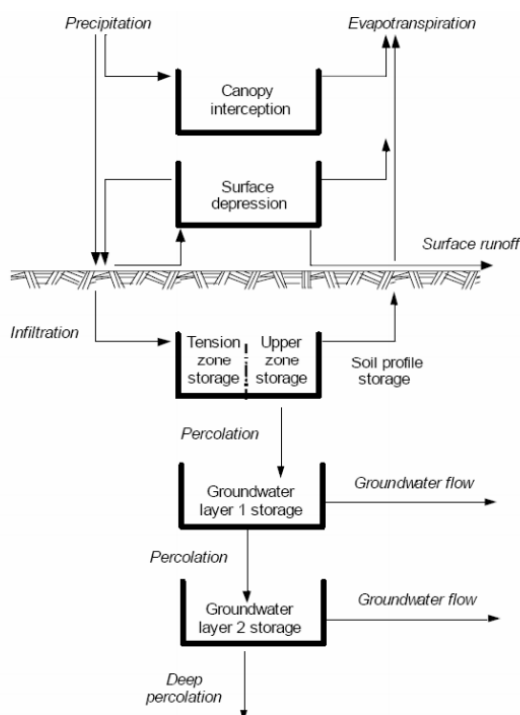 Precipitation
Evapotranspiration
Canopy
interception
Surface
depression
Surface runoff
Infiltration
Tension
zone
storage
Upper
zone
storage
Soil profile
storage
Percolation
Groundwater
layer 1 storage
Groundwater flow
Percolation
Groundwater
layer 2 storage
Groundwater flow
Deep
percolation